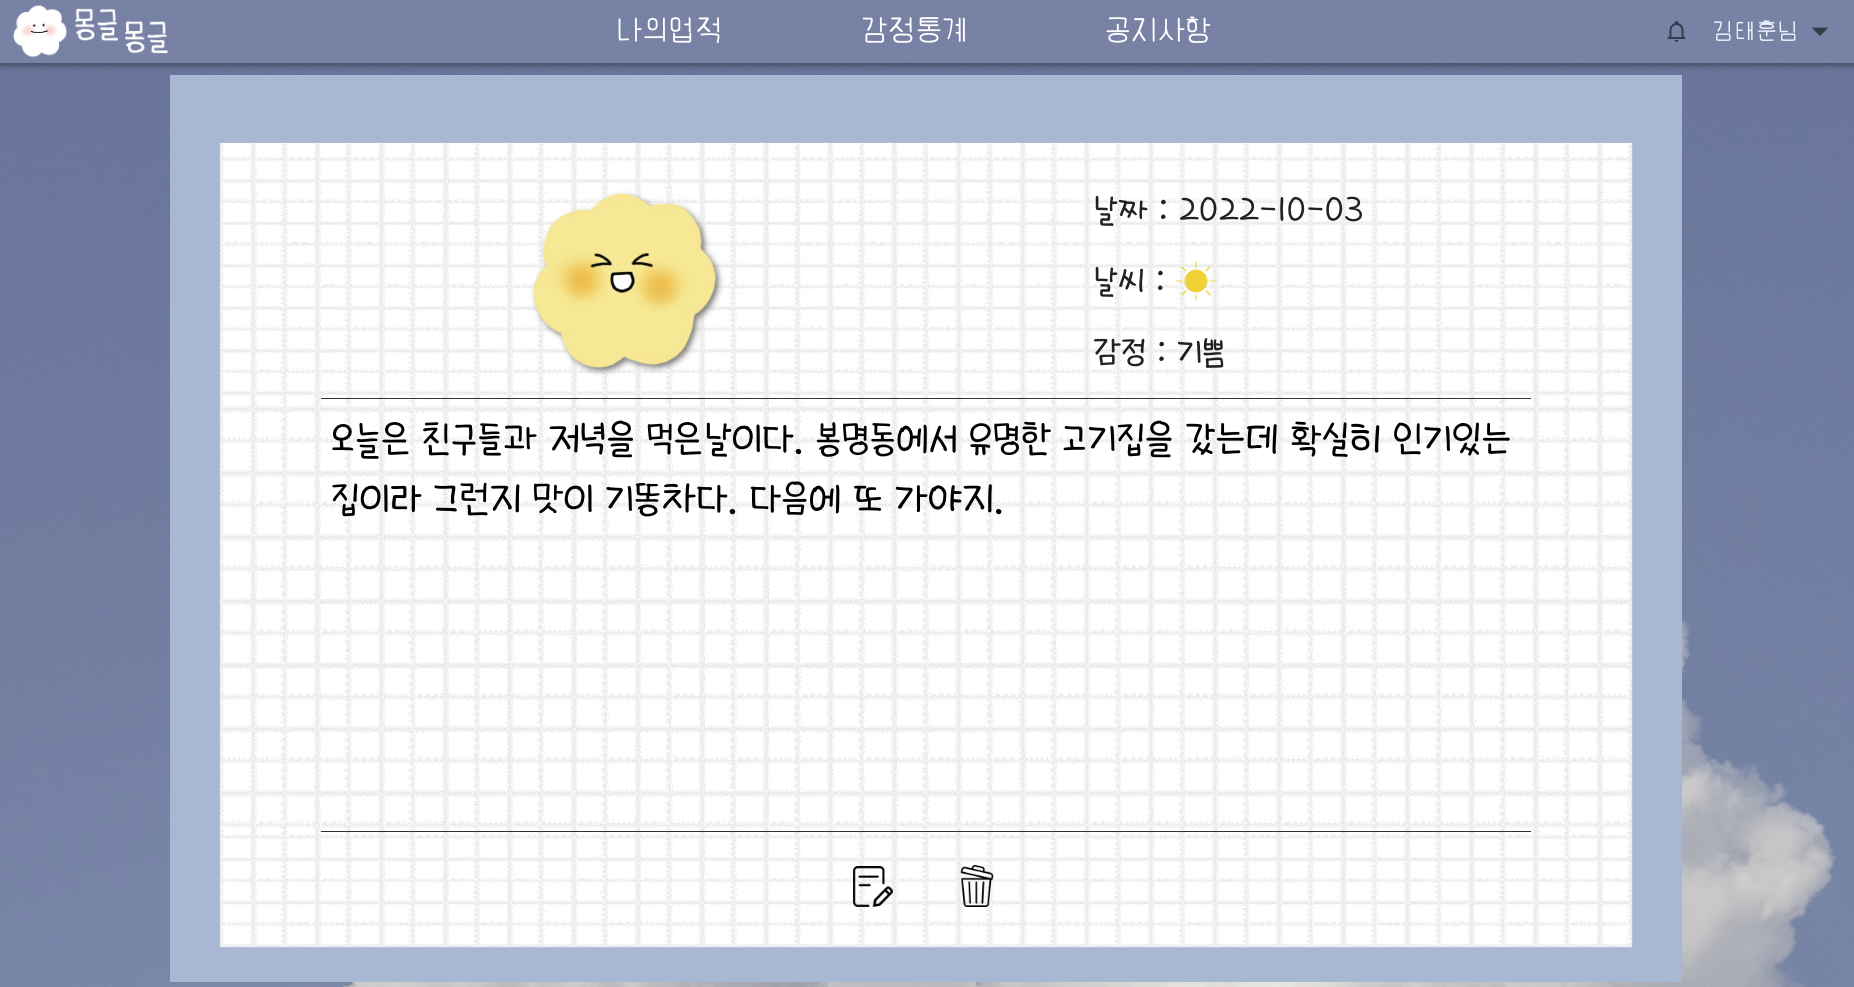 몽글몽글
나의업적 감정통계 공지사항 김태훈님
날짜 : 2022-10-03
날씨 :
감정 : 기쁨
오늘은 친구들과 저녁을 먹은날이다. 봉명동에서 유명한 고기집을 갔는데 확실히 인기있는
집이라 그런지 맛이 기똥차다. 다음에 또 가야지.